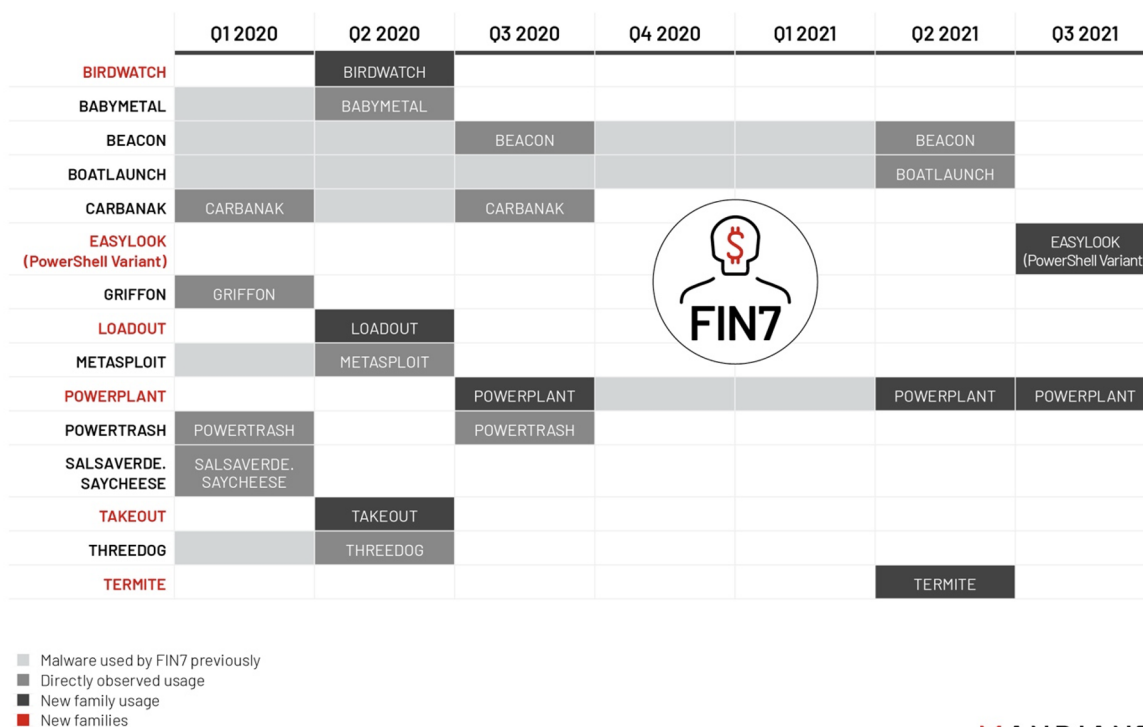 Q1 2020 Q2 2020 Q3 2020 Q4 2020 Q1 2021 Q2 2021 Q3 2021
BIRDWATCH BIRDWATCH
BABYMETAL BABYMETAL
BEACON BEACON BEACON
BOATLAUNCH BOATLAUNCH
CARBANAK CARBANAK CARBANAK
EASYLOOK
(PowerShell Variant)
EASYLOOK
(PowerShell Variant
GRIFFON GRIFFON
LOADOUT LOADOUT
$
FIN7
METASPLOIT METASPLOIT
POWERPLANT POWERPLANT POWERPLANT POWERPLANT
POWERTRASH POWERTRASH POWERTRASH
SALSAVERDE.
SAYCHEESE
SALSAVERDE.
SAYCHEESE
TAKEOUT TAKEOUT
THREEDOG THREEDOG
TERMITE TERMITE
Malware used by FIN7 previously
Directly observed usage
New family usage
New families